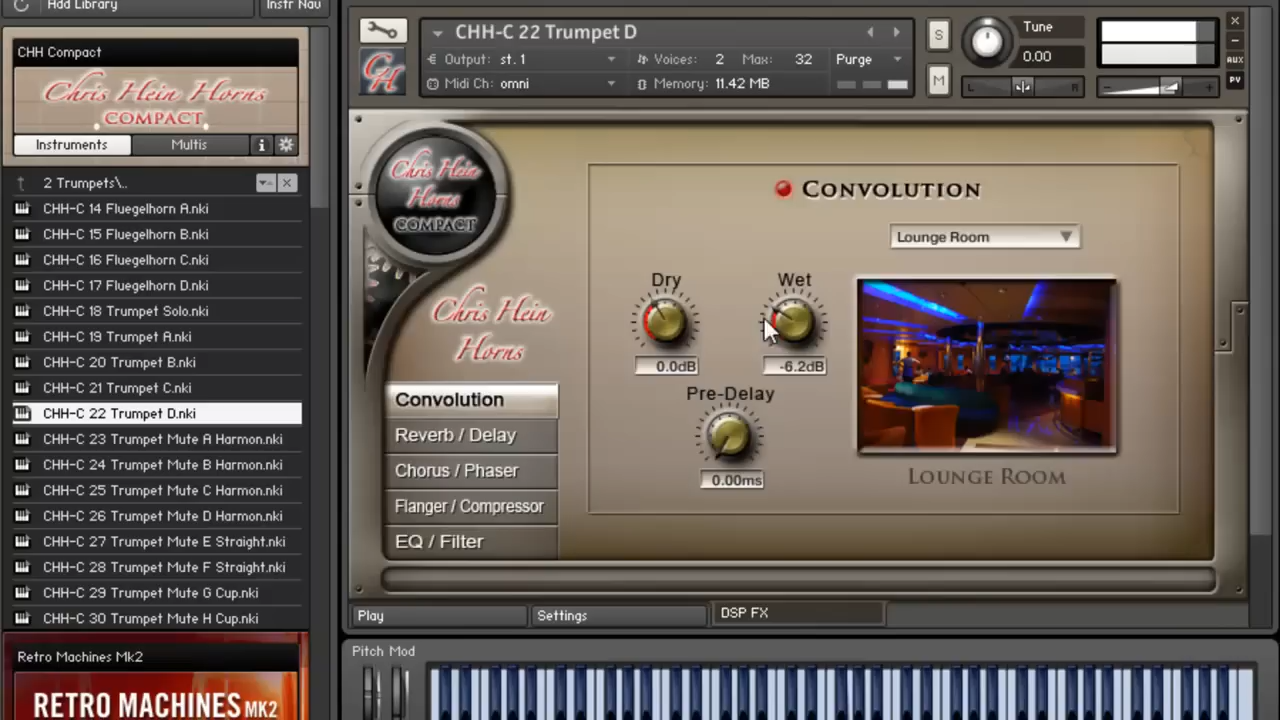 Add Library
Instr Nav
CHH Compact
Chris Hein Horns
COMPACT
Instruments
Multis
i
2 Trumpets\..
CHH-C 14 Fluegelhorn A.nki
CHH-C 15 Fluegelhorn B.nki
CHH-C 16 Fluegelhorn C.nki
CHH-C 17 Fluegelhorn D.nki
CHH-C 18 Trumpet Solo.nki
CHH-C 19 Trumpet A.nki
CHH-C 20 Trumpet B.nki
CHH-C 21 Trumpet C.nki
CHH-C 22 Trumpet D.nki
CHH-C 23 Trumpet Mute A Harmon.nki
CHH-C 24 Trumpet Mute B Harmon.nki
CHH-C 25 Trumpet Mute C Harmon.nki
CHH-C 26 Trumpet Mute D Harmon.nki
CHH-C 27 Trumpet Mute E Straight.nki
CHH-C 28 Trumpet Mute F Straight.nki
CHH-C 29 Trumpet Mute G Cup.nki
CHH-C 30 Trumpet Mute H Cup.nki
Retro Machines Mk2
RETRO MACHINES MK2
CHH-C 22 Trumpet D
Output: st. 1
Voices: 2 Max: 32
Purge
Midi Ch: omni
Memory: 11.42 MB
S
M
Tune
0.00
L
R
AUX
PV
GH
Chris Hein
Horns
COMPACT
Chris Hein
Horns
Convolution
Reverb / Delay
Chorus / Phaser
Flanger / Compressor
EQ / Filter
CONVOLUTION
Lounge Room
Dry
Wet
0.0dB
-6.2dB
Pre-Delay
0.00ms
LOUNGE ROOM
Play
Settings
DSP FX
Pitch Mod